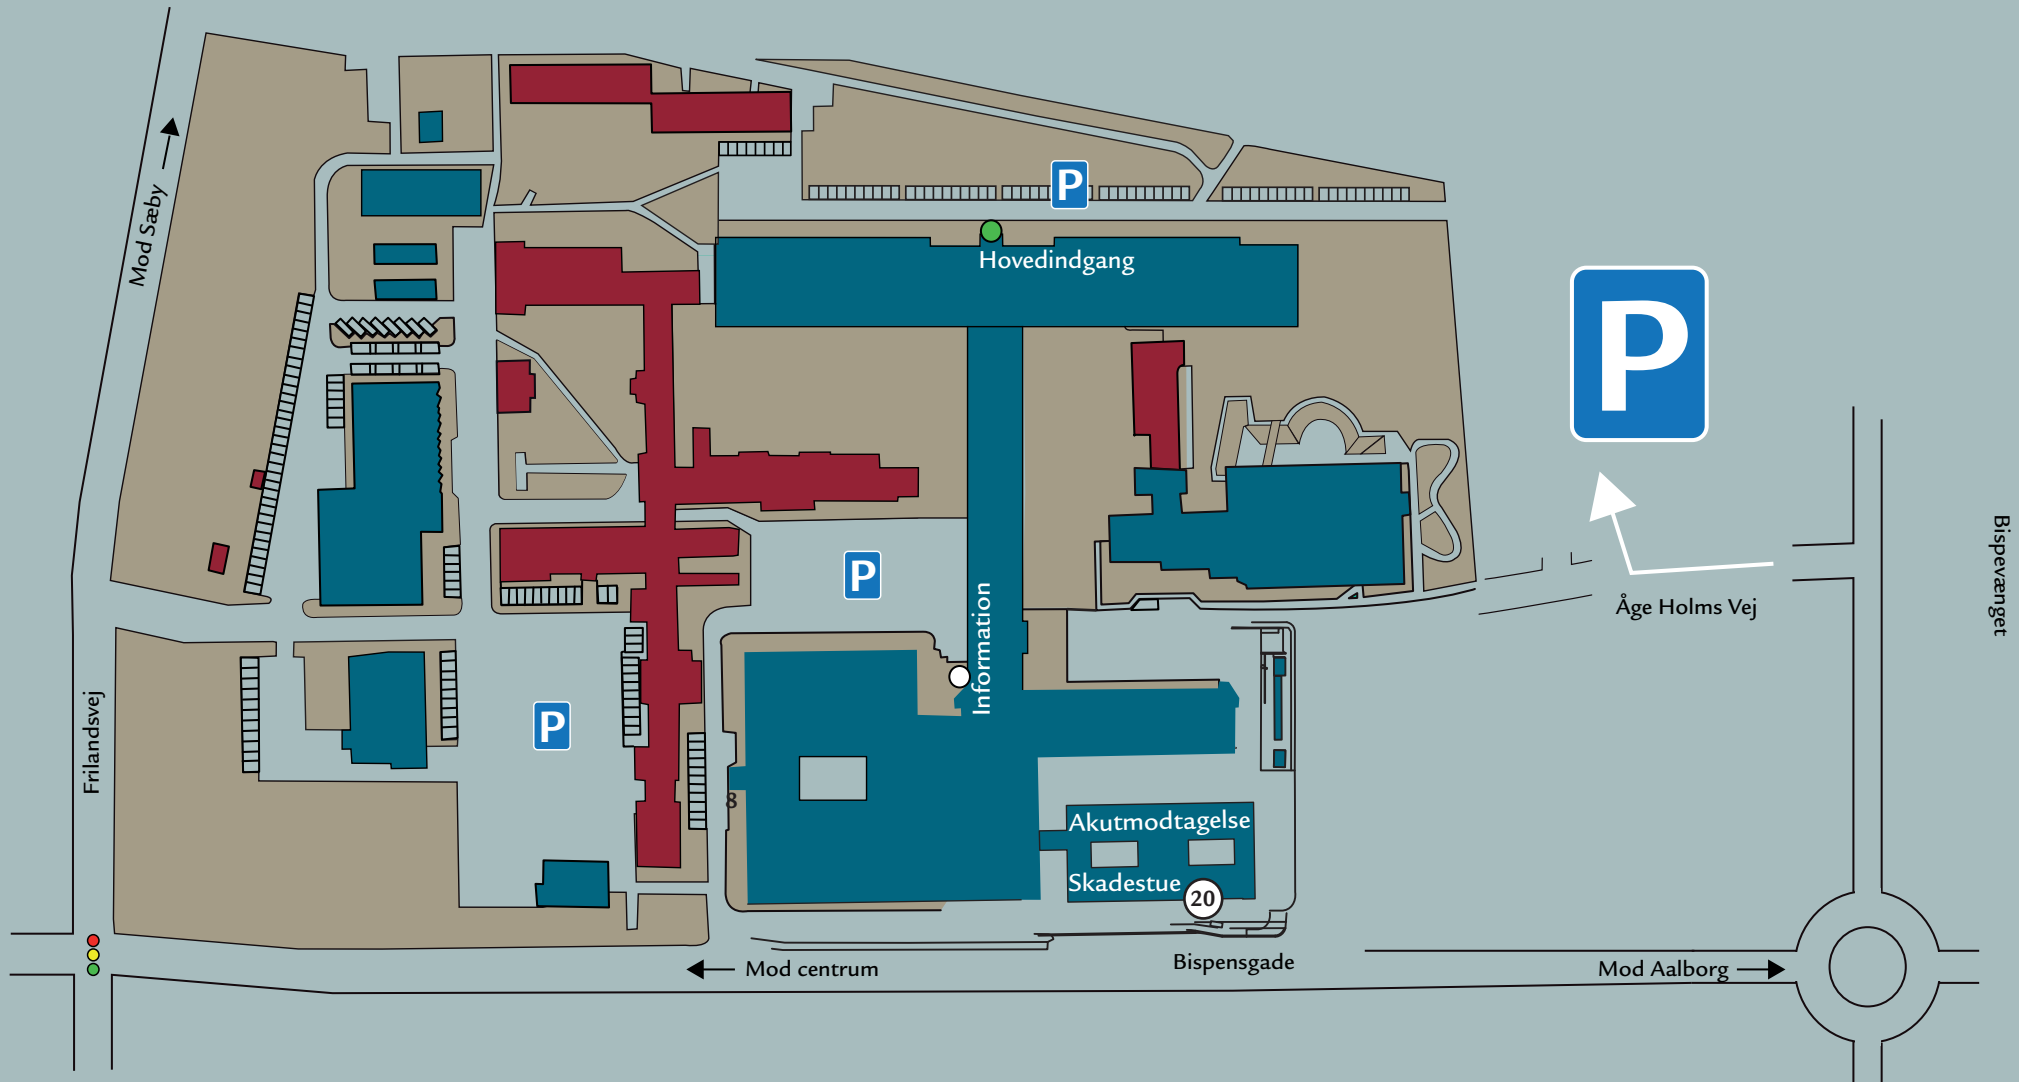 Mod Sæby
P
Hovedindgang
P
P
Information
Åge Holms Vej
Bispevænget
P
Frilandsvej
8
Akutmodtagelse
Skadestue
20
Bispensgade
Mod centrum
Mod Aalborg